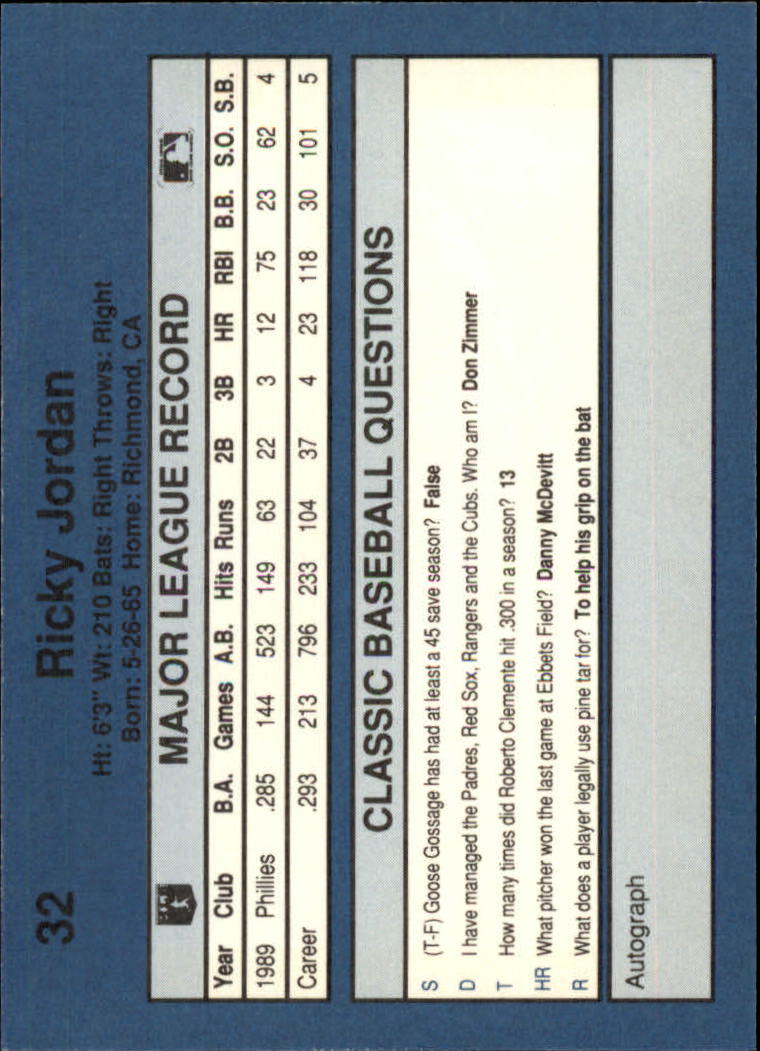 32 Ricky Jordan
Ht: 6'3" Wt: 210 Bats: Right Throws: Right
Born: 5-26-65 Home: Richmond, CA
MAJOR LEAGUE RECORD
Year Club B.A. Games A.B. Hits Runs 2B 3B HR RBI B.B. S.O. S.B.
1989 Phillies .285 144 523 149 63 22 3 12 75 23 62 4
Career .293 213 796 233 104 37 4 23 118 30 101 5
CLASSIC BASEBALL QUESTIONS
S (T-F) Goose Gossage has had at least a 45 save season? False
D I have managed the Padres, Red Sox, Rangers and the Cubs. Who am I? Don Zimmer
T How many times did Roberto Clemente hit .300 in a season? 13
HR What pitcher won the last game at Ebbets Field? Danny McDevitt
R What does a player legally use pine tar for? To help his grip on the bat
Autograph